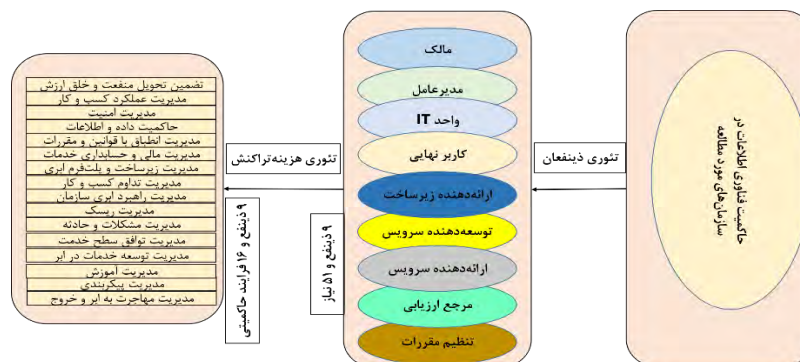 حاکمیت فناوری اطلاعات در
سازمان‌های مورد مطالعه
تئوری ذینفعان
مالک
مدیرعامل
واحد IT
کاربر نهایی
ارائه‌دهنده زیرساخت
توسعه‌دهنده سرویس
ارائه‌دهنده سرویس
مرجع ارزیابی
تنظیم مقررات
۹ ذینفع و ۵۱ نیاز
تئوری هزینه‌تراکنش
۹ ذینفع و ۱۶ فرایند حاکمیتی
تضمین تحویل منفعت و خلق ارزش
مدیریت عملکرد کسب و کار
مدیریت امنیت
حاکمیت داده و اطلاعات
مدیریت انطباق با قوانین و مقررات
مدیریت مالی و حسابداری خدمات
مدیریت زیرساخت و پلت‌فرم ابری
مدیریت تداوم کسب و کار
مدیریت راهبرد ابری سازمان
مدیریت ریسک
مدیریت مشکلات و حادثه
مدیریت توافق سطح خدمت
مدیریت توسعه خدمات در ابر
مدیریت آموزش
مدیریت پیکربندی
مدیریت مهاجرت به ابر و خروج